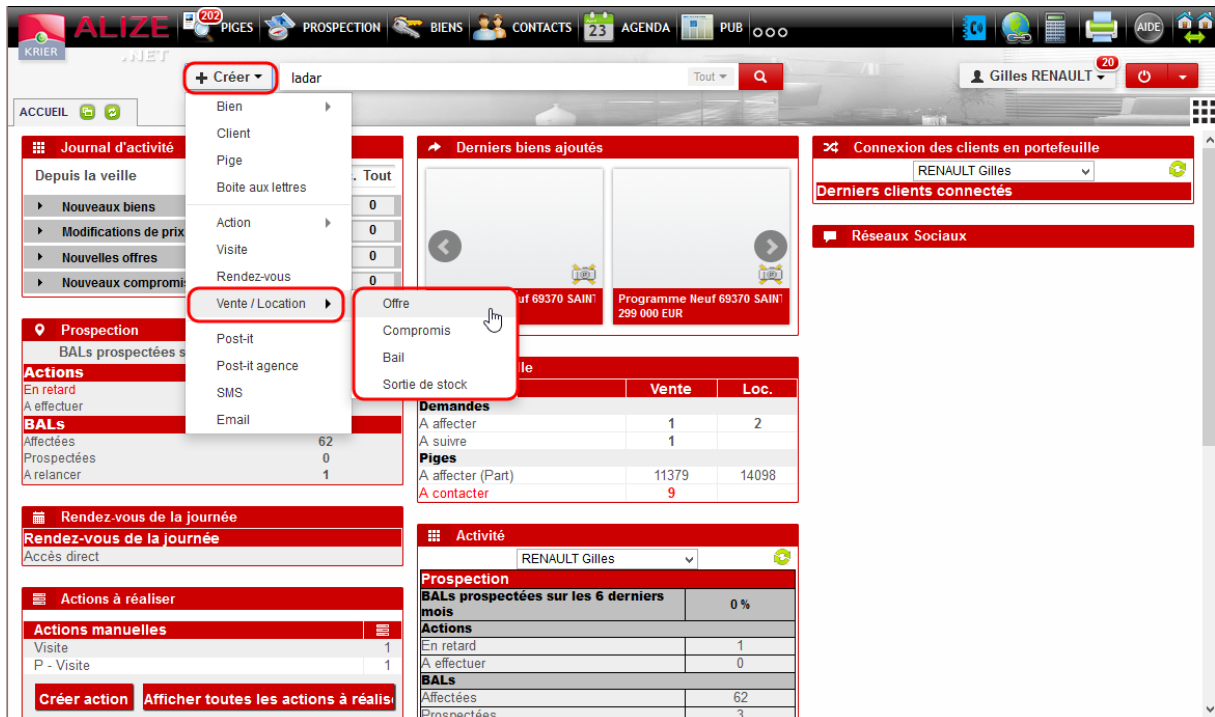 ALIZE
.NET
KRIER
202
PIGES
PROSPECTION
BIENS
CONTACTS
23
AGENDA
PUB
AIDE
+ Créer
ladar
Tout
Gilles RENAULT
20
ACCUEIL
Bien
Client
Pige
Boite aux lettres
Action
Visite
Rendez-vous
Vente / Location
Post-it
Post-it agence
SMS
Email
Offre
Compromis
Bail
Sortie de stock
Journal d'activité
Depuis la veille
. Tout
Nouveaux biens
0
Modifications de prix
0
Nouvelles offres
0
Nouveaux compromi
0
Prospection
BALs prospectées s
Actions
En retard
A effectuer
BALs
Affectées 62
Prospectées 0
A relancer 1
Rendez-vous de la journée
Rendez-vous de la journée
Accès direct
Actions à réaliser
Actions manuelles
Visite 1
P - Visite 1
Créer action
Afficher toutes les actions à réalis
Derniers biens ajoutés
uf 69370 SAINT
Programme Neuf 69370 SAINT
299 000 EUR
lle
Vente Loc.
Demandes
A affecter 1 2
A suivre 1
Piges
A affecter (Part) 11379 14098
A contacter 9
Activité
RENAULT Gilles
Prospection
BALs prospectées sur les 6 derniers
mois
0 %
Actions
En retard 1
A effectuer 0
BALs
Affectées 62
Prospectées 3
Connexion des clients en portefeuille
RENAULT Gilles
Derniers clients connectés
Réseaux Sociaux